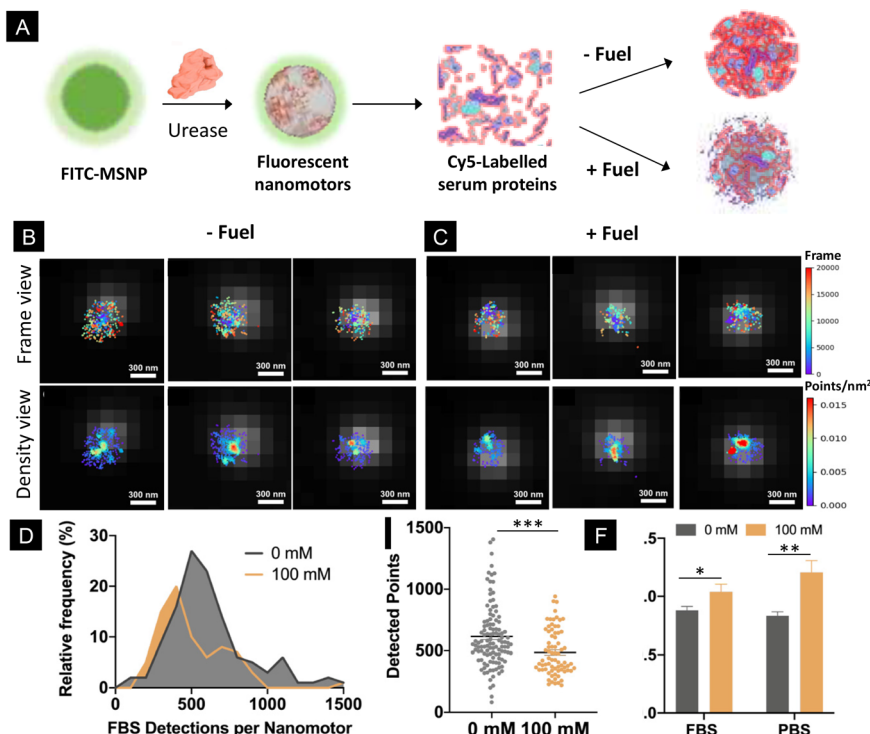 A
Urease
FITC-MSNP
Fluorescent
nanomotors
Cy5-Labelled
serum proteins
- Fuel
+ Fuel
B
- Fuel
C
+ Fuel
Frame view
300 nm
300 nm
300 nm
300 nm
300 nm
300 nm
Frame
20000
15000
10000
5000
0
Density view
300 nm
300 nm
300 nm
300 nm
300 nm
300 nm
Points/nm²
0.015
0.010
0.005
0.000
D
Relative frequency (%)
30
20
10
0
0 mM
100 mM
0
500
1000
1500
FBS Detections per Nanomotor
Detected Points
1500
1000
500
0
***
0 mM
100 mM
F
0 mM
100 mM
.5
.0
.5
.0
*
**
FBS
PBS